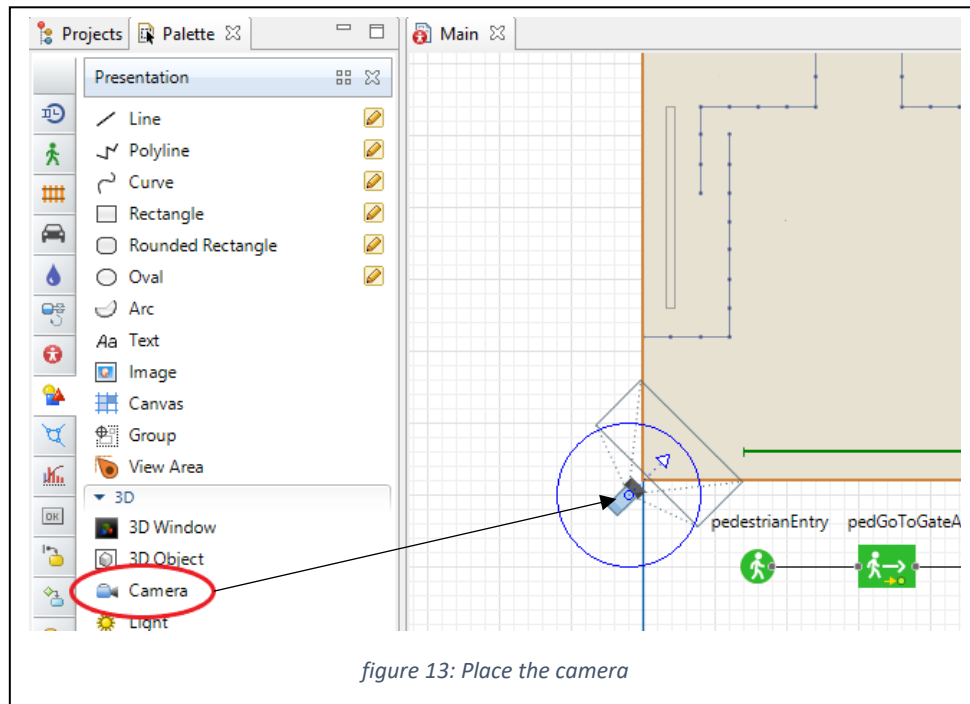 Projects Palette
Main
Presentation
Line
Polyline
Curve
Rectangle
Rounded Rectangle
Oval
Arc
Aa Text
Image
Canvas
Group
View Area
3D
3D Window
3D Object
OK
Camera
Light
pedestrianEntry pedGoToGateA
figure 13: Place the camera